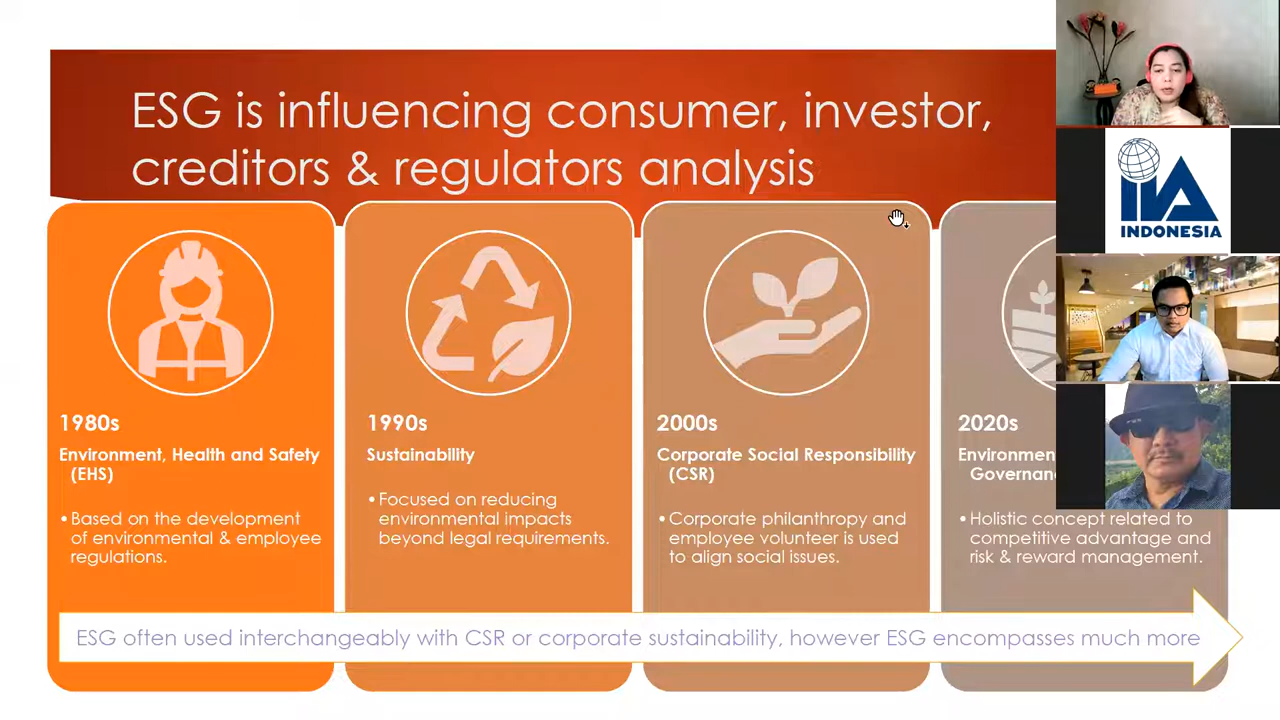 ESG is influencing consumer, investor,
creditors & regulators analysis
IIA
INDONESIA
1980s
Environment, Health and Safety
(EHS)
• Based on the development
of environmental & employee
regulations.
1990s
Sustainability
• Focused on reducing
environmental impacts
beyond legal requirements.
2000s
Corporate Social Responsibility
(CSR)
• Corporate philanthropy and
employee volunteer is used
to align social issues.
2020s
• Holistic concept related to
competitive advantage and
risk & reward management.
ESG often used interchangeably with CSR or corporate sustainability, however ESG encompasses much more